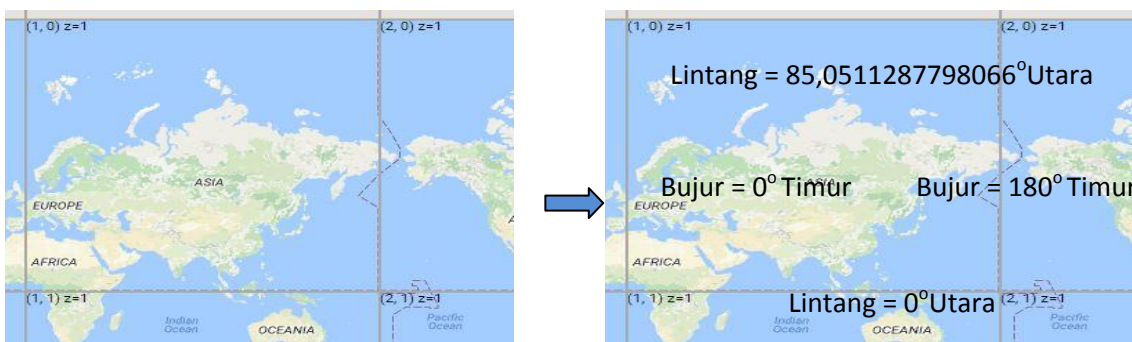 (1, 0) z=1
(2, 0) z=1
ASIA
EUROPE
AFRICA
(1, 1) z=1
(2, 1) z=1
Indian
Ocean
OCEANIA
Pacific
Ocean
A
(1, 0) z=1
(2, 0) z=1
Lintang = 85,0511287798066°Utara
ASIA
Bujur = 0° Timur
Bujur = 180° Timur
EUROPE
AFRICA
(1, 1) z=1
Lintang = 0°Utara
(2, 1) z=1
Indian
Ocean
OCEANIA
Pacific
Ocean